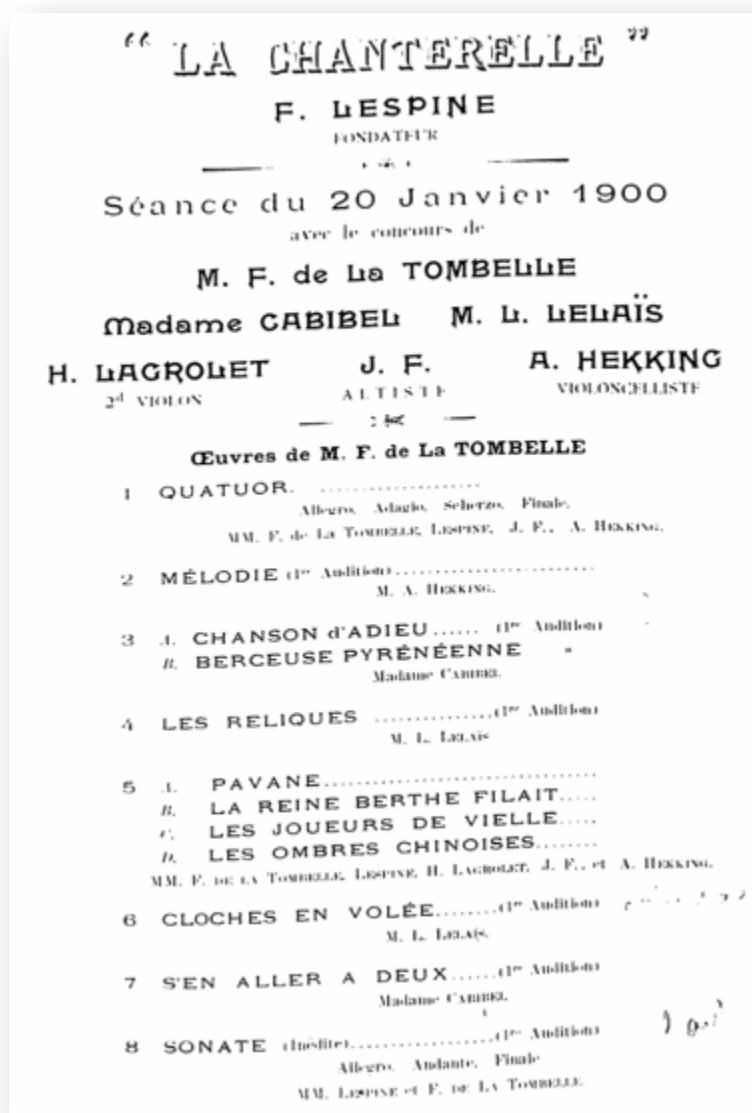 “ LA CHANTERELLE ”
F. LESPINE
FONDATEUR
Séance du 20 Janvier 1900
avec le concours de
M. F. de La TOMBELLE
Madame CABIBEL M. L. LELAÏS
H. LAGROLET J. F. A. HEKKING
2d VIOLON ALTISTE VIOLONCELLISTE
Œuvres de M. F. de La TOMBELLE
1 QUATUOR. ....................
Allegro, Adagio, Scherzo, Finale.
MM. F. de La TOMBELLE, LESPINE, J. F., A. HEKKING.
2 MÉLODIE (1re Audition)..........................
M. A. HEKKING.
3 A. CHANSON d'ADIEU...... (1re Audition)
B. BERCEUSE PYRÉNÉENNE "
Madame CABIBEL
4 LES RELIQUES ...............(1re Audition)
M. L. LELAïS
5 A. PAVANE..................................
B. LA REINE BERTHE FILAIT.....
C. LES JOUEURS DE VIELLE.....
D. LES OMBRES CHINOISES........
MM. F. DE LA TOMBELLE, LESPINE, H. LAGROLET, J. F., et A. HEKKING.
6 CLOCHES EN VOLÉE........(1re Audition)
M. L. LELAïS.
7 S'EN ALLER A DEUX......(1re Audition)
Madame CABIBEL.
8 SONATE (Inédite)...................(1re Audition)
Allegro, Andante, Finale
MM. LESPINE et F. DE LA TOMBELLE